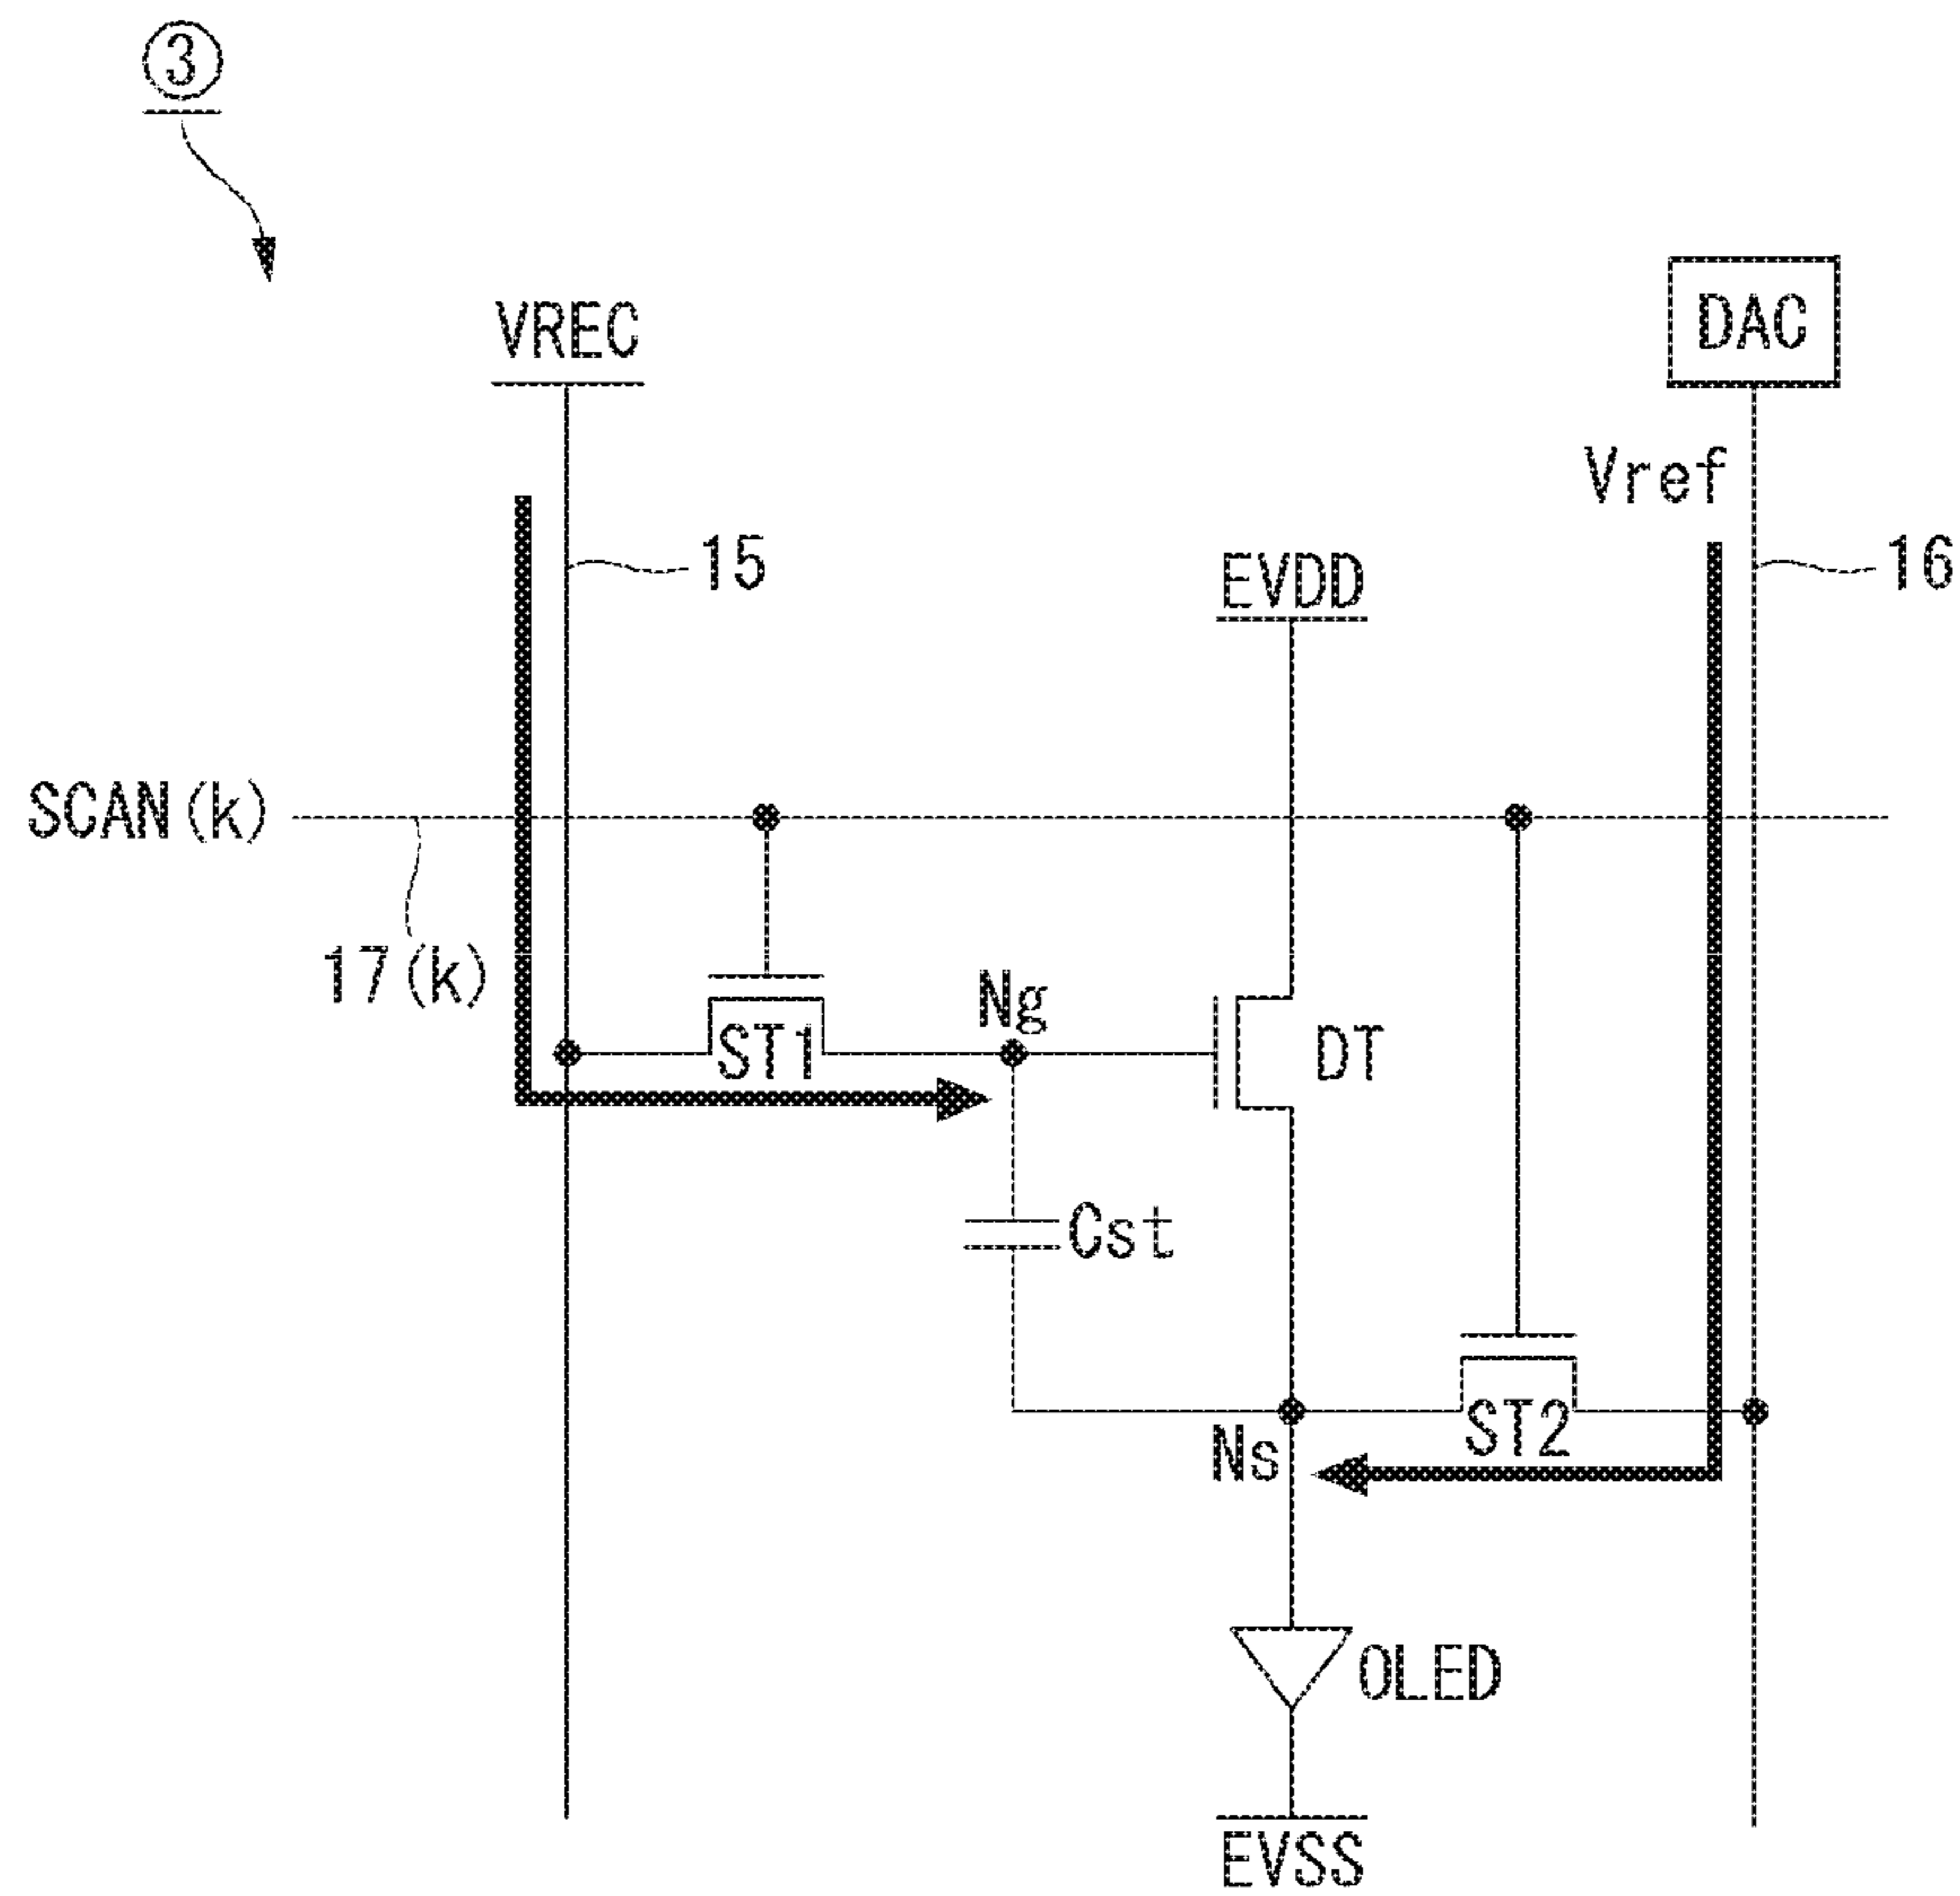 ③
VREC
DAC
Vref
15
16
EVDD
SCAN(k)
17(k)
Ng
ST1
DT
Cst
ST2
Ns
OLED
EVSS